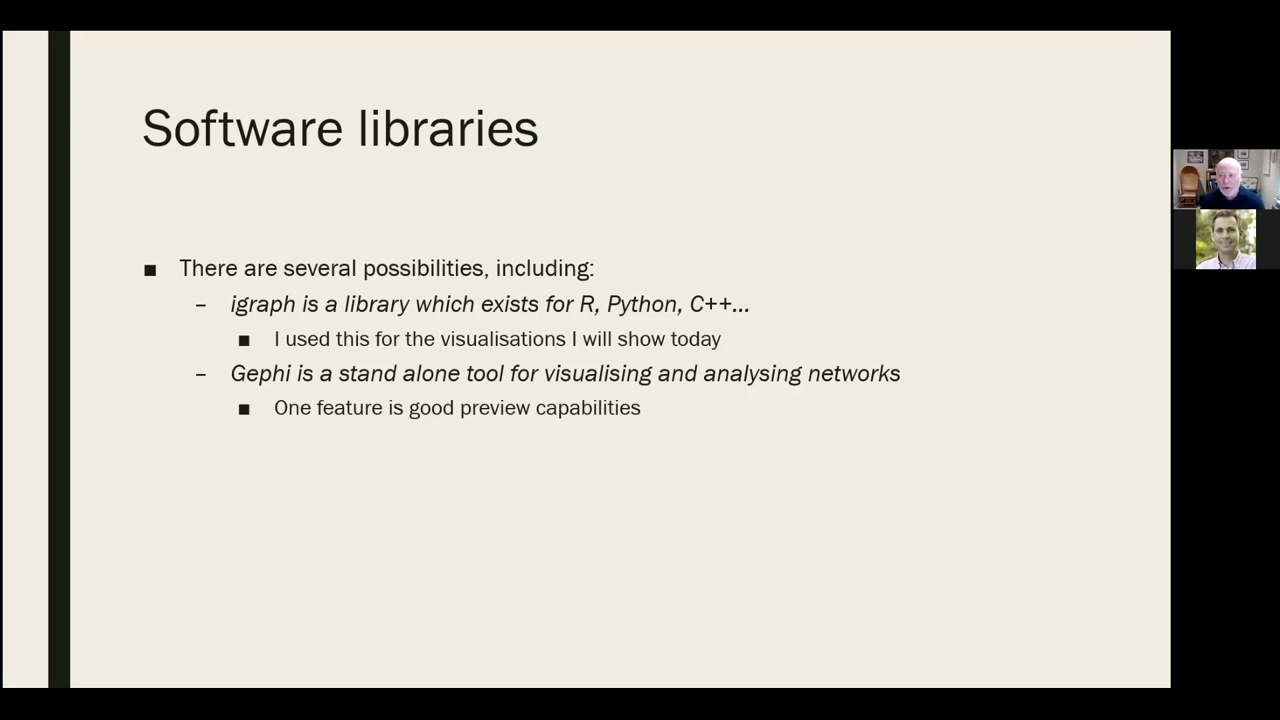 Software libraries
■ There are several possibilities, including:
– igraph is a library which exists for R, Python, C++...
■ I used this for the visualisations I will show today
– Gephi is a stand alone tool for visualising and analysing networks
■ One feature is good preview capabilities